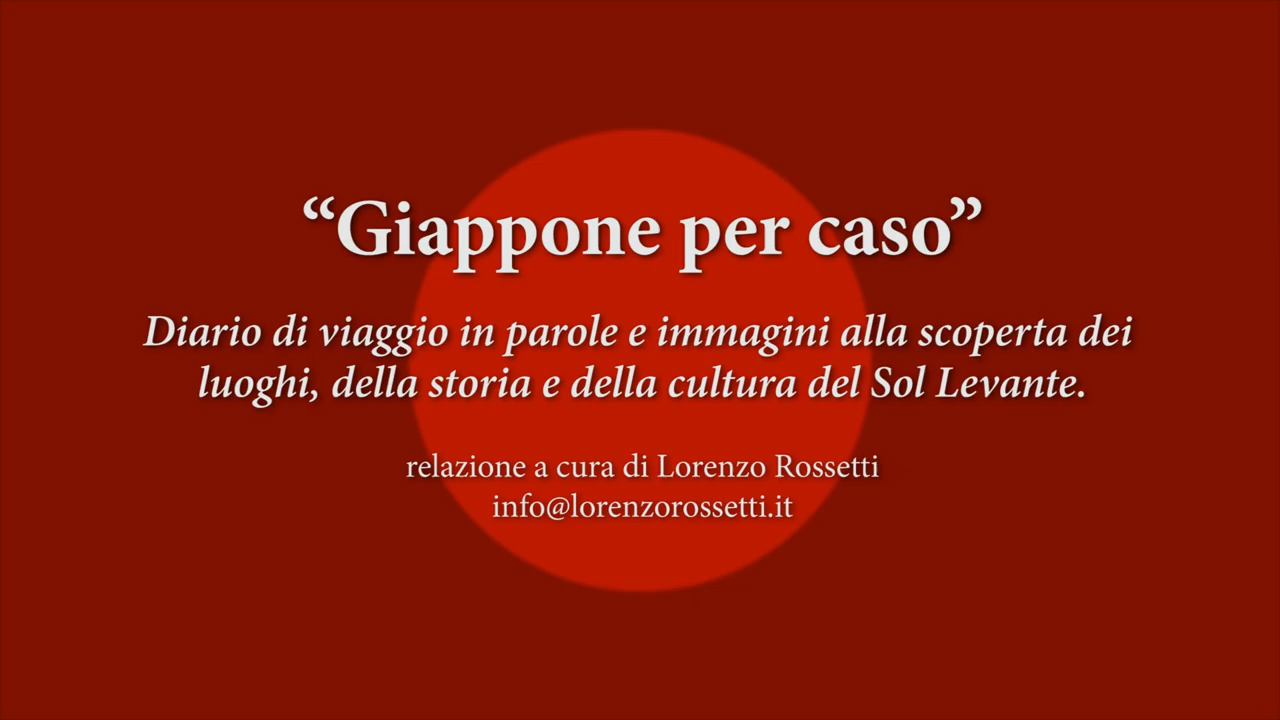 “Giappone per caso”
Diario di viaggio in parole e immagini alla scoperta dei
luoghi, della storia e della cultura del Sol Levante.
relazione a cura di Lorenzo Rossetti
info@lorenzorossetti.it